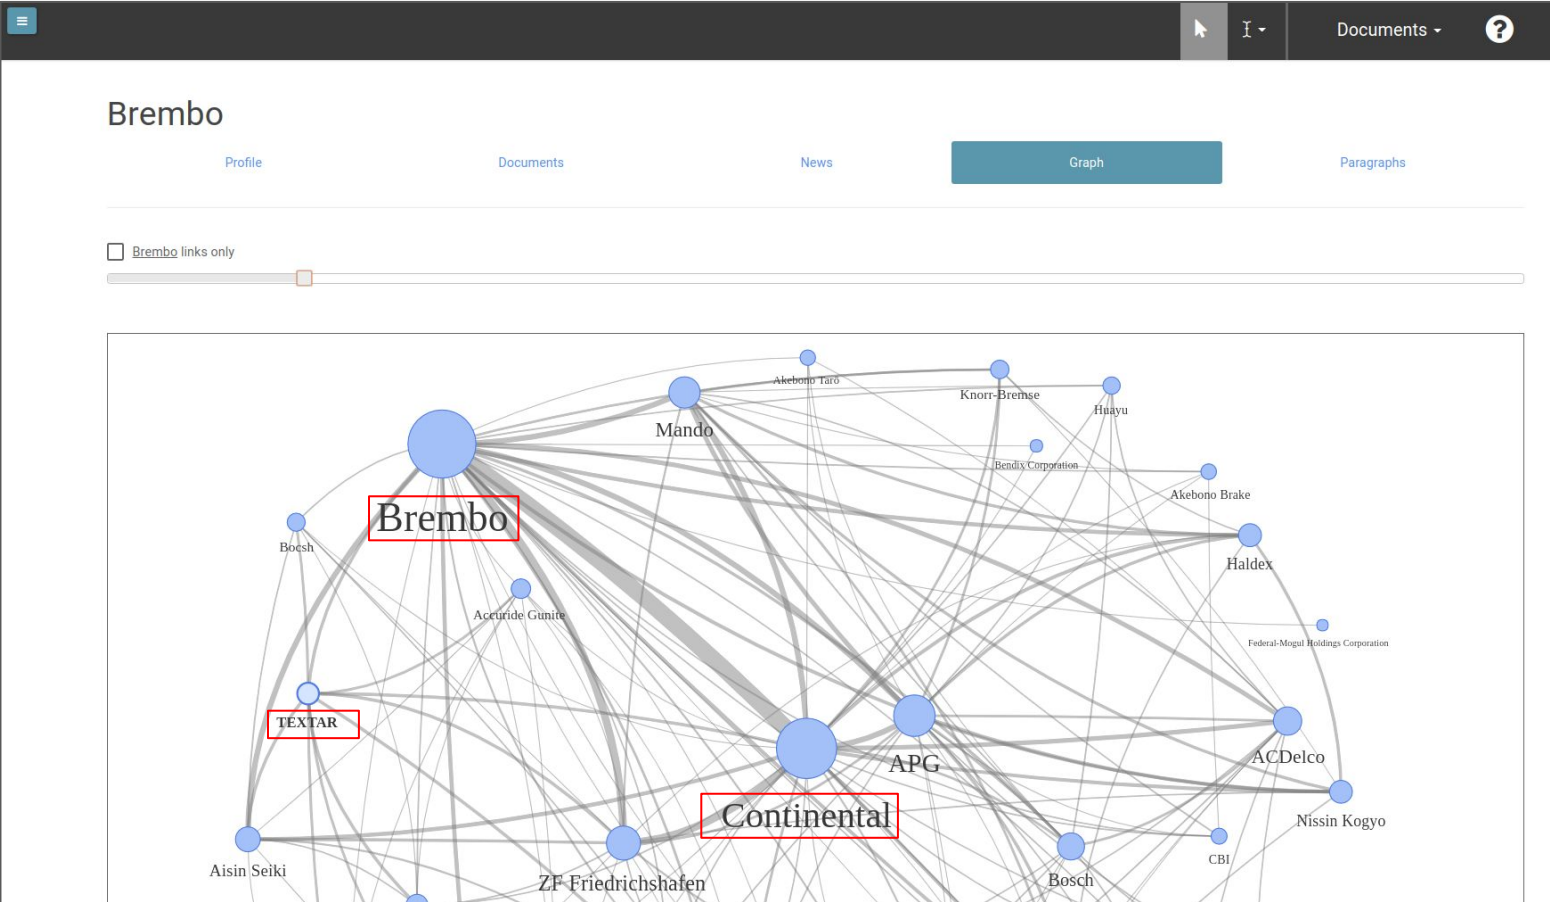 Documents
?
Brembo
Profile
Documents
News
Graph
Paragraphs
Brembo links only
Akebono Taro
Knorr-Bremse
Huayu
Mando
Bendix Corporation
Akebono Brake
Brembo
Bocsh
Haldex
Accuride Gunite
Federal-Mogul Holdings Corporation
TEXTAR
ACDelco
APG
Continental
Nissin Kogyo
CBI
Aisin Seiki
ZF Friedrichshafen
Bosch